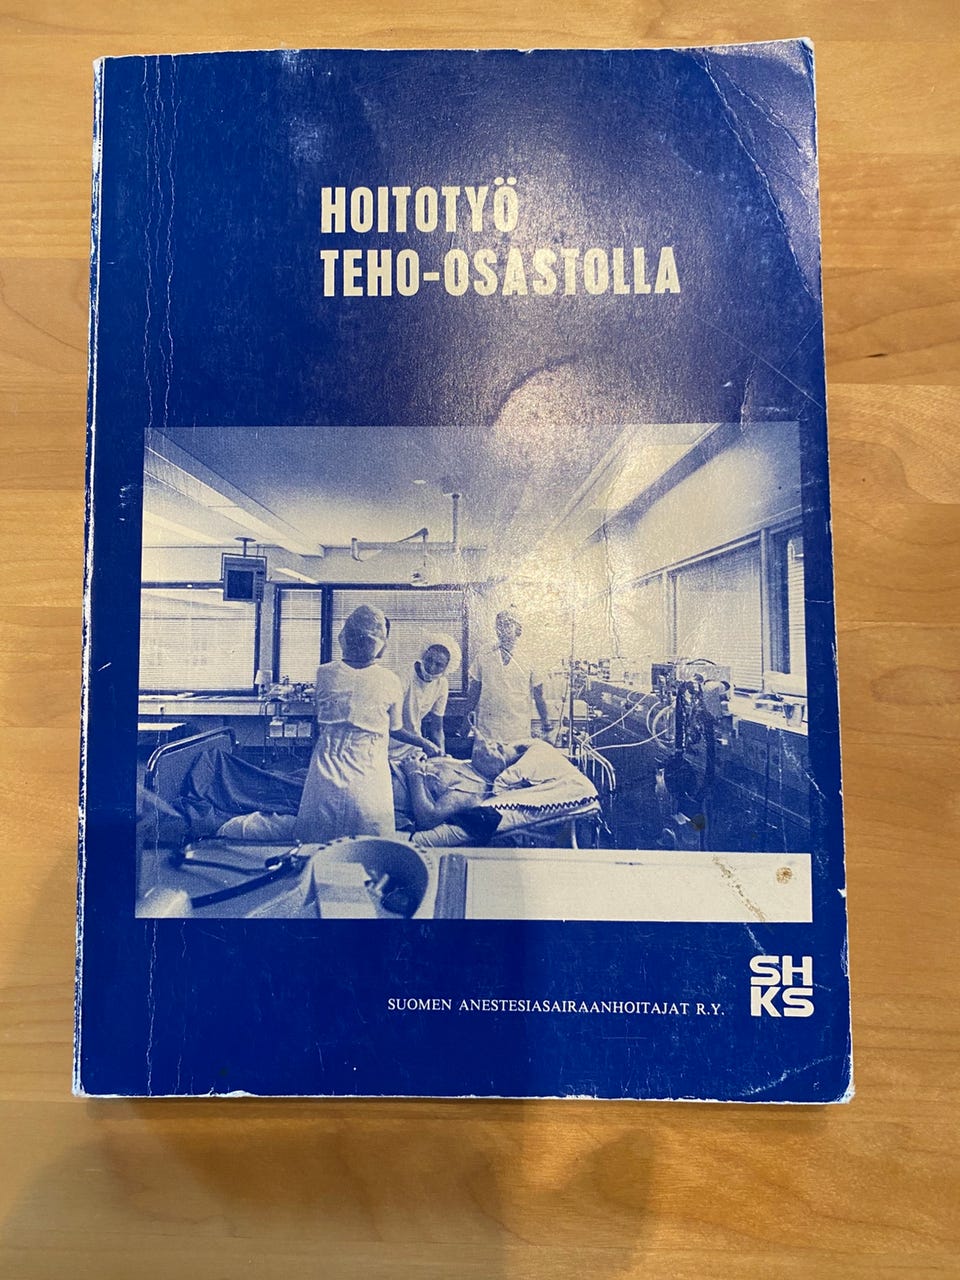 HOITOTYÖ
TEHO-OSASTOLLA
SUOMEN ANESTESIASAIRAANHOITAJAT R.Y.
SH
KS